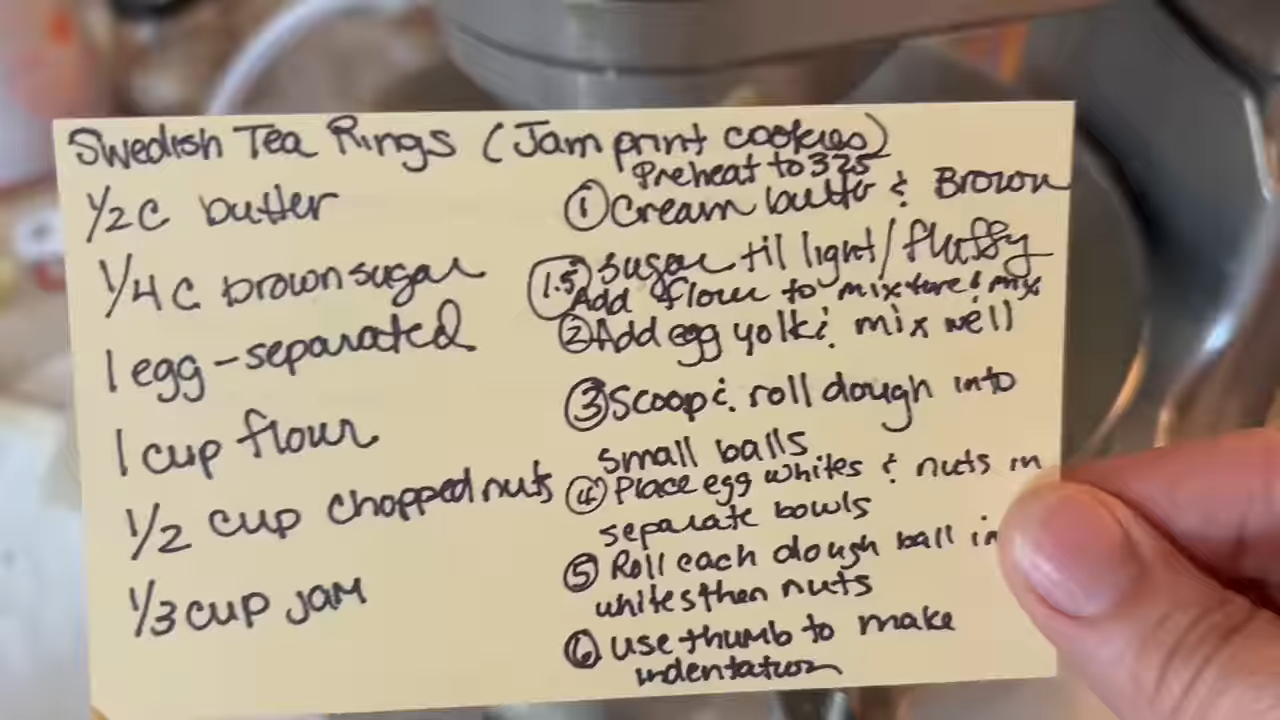 Swedish Tea Rings (Jam print cookies)
1/2 c butter
1/4 c brown sugar
1 egg - separated
1 cup flour
1/2 cup chopped nuts
1/3 cup jam
Preheat to 325
① Cream butter & Brown
sugar til light/fluffy
1.5 Add flour to mixture & mix
② Add egg yolk & mix well
③ Scoop & roll dough into
small balls
④ Place egg whites & nuts in
separate bowls
⑤ Roll each dough ball in
whites then nuts
⑥ use thumb to make
indentation